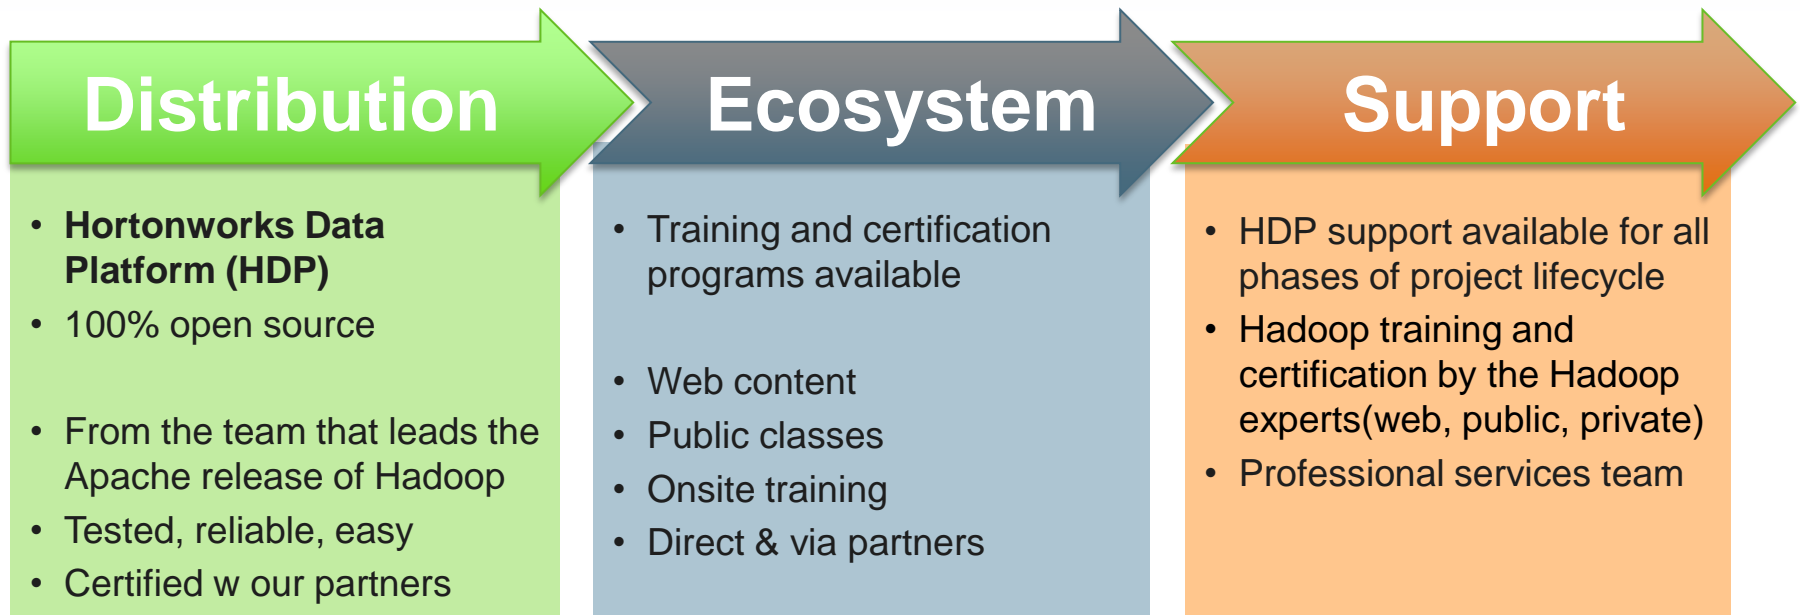 Distribution
• Hortonworks Data
Platform (HDP)
• 100% open source
• From the team that leads the
Apache release of Hadoop
• Tested, reliable, easy
• Certified w our partners
Ecosystem
• Training and certification
programs available
• Web content
• Public classes
• Onsite training
• Direct & via partners
Support
• HDP support available for all
phases of project lifecycle
• Hadoop training and
certification by the Hadoop
experts(web, public, private)
• Professional services team